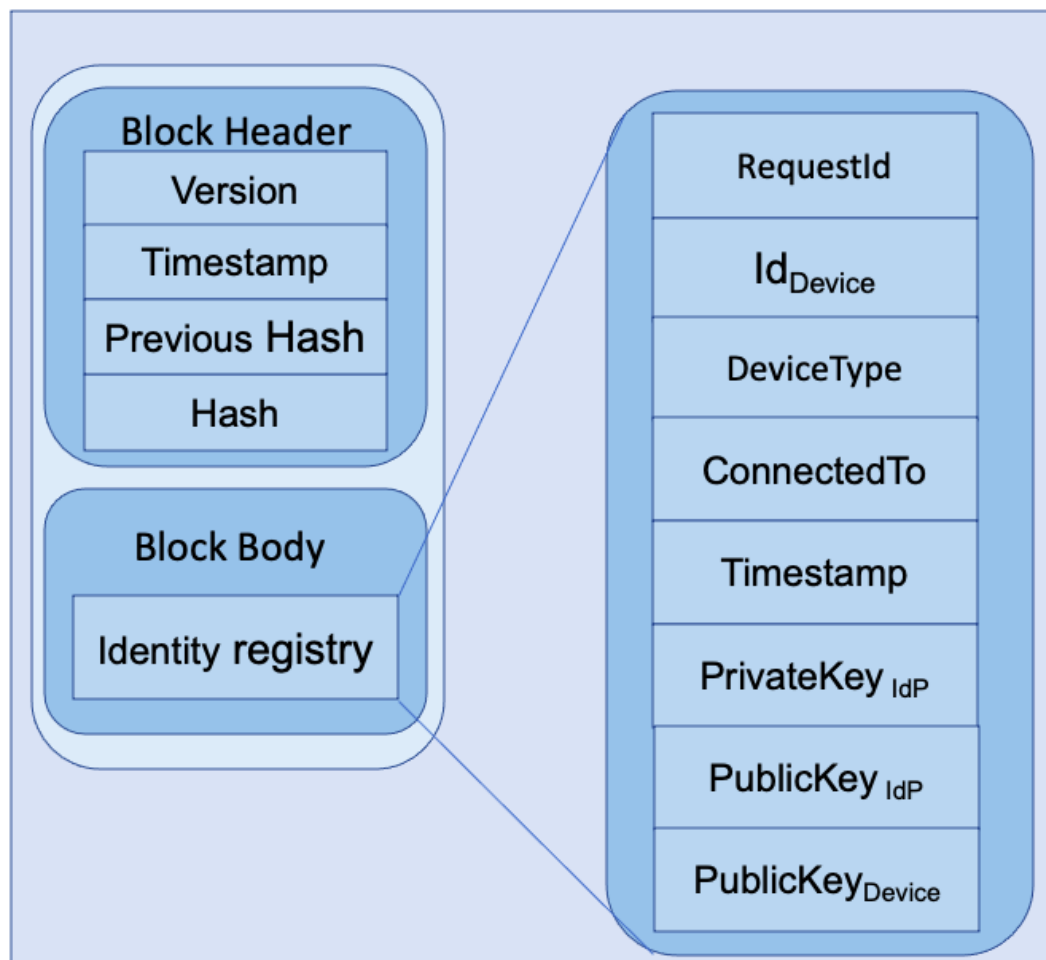 Block Header
Version
Timestamp
Previous Hash
Hash
Block Body
Identity registry
RequestId
IdDevice
DeviceType
ConnectedTo
Timestamp
PrivateKey IdP
PublicKey IdP
PublicKeyDevice